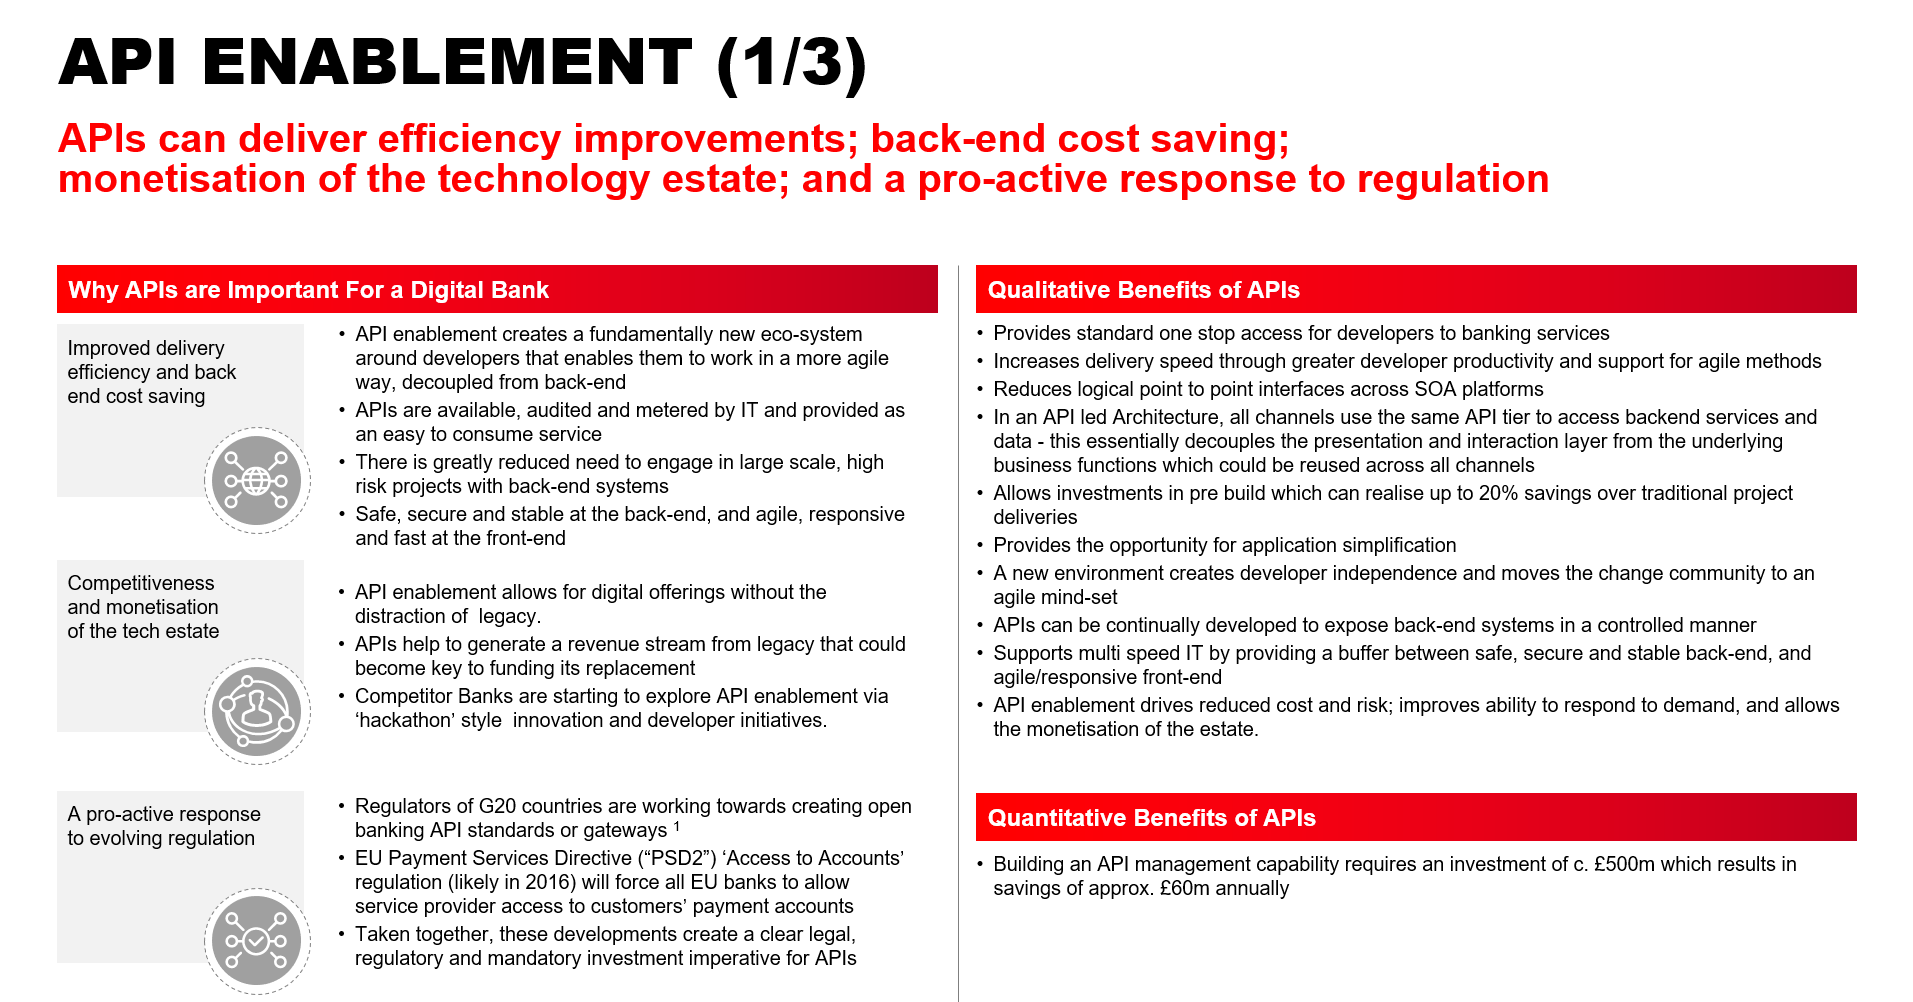 API ENABLEMENT (1/3)
APIs can deliver efficiency improvements; back-end cost saving;
monetisation of the technology estate; and a pro-active response to regulation
Why APIs are Important For a Digital Bank
Improved delivery
efficiency and back
end cost saving
• API enablement creates a fundamentally new eco-system
around developers that enables them to work in a more agile
way, decoupled from back-end
• APIs are available, audited and metered by IT and provided as
an easy to consume service
• There is greatly reduced need to engage in large scale, high
risk projects with back-end systems
• Safe, secure and stable at the back-end, and agile, responsive
and fast at the front-end
Competitiveness
and monetisation
of the tech estate
• API enablement allows for digital offerings without the
distraction of  legacy.
• APIs help to generate a revenue stream from legacy that could
become key to funding its replacement
• Competitor Banks are starting to explore API enablement via
‘hackathon’ style  innovation and developer initiatives.
A pro-active response
to evolving regulation
• Regulators of G20 countries are working towards creating open
banking API standards or gateways ¹
• EU Payment Services Directive (“PSD2”) ‘Access to Accounts’
regulation (likely in 2016) will force all EU banks to allow
service provider access to customers’ payment accounts
• Taken together, these developments create a clear legal,
regulatory and mandatory investment imperative for APIs
Qualitative Benefits of APIs
• Provides standard one stop access for developers to banking services
• Increases delivery speed through greater developer productivity and support for agile methods
• Reduces logical point to point interfaces across SOA platforms
• In an API led Architecture, all channels use the same API tier to access backend services and
data - this essentially decouples the presentation and interaction layer from the underlying
business functions which could be reused across all channels
• Allows investments in pre build which can realise up to 20% savings over traditional project
deliveries
• Provides the opportunity for application simplification
• A new environment creates developer independence and moves the change community to an
agile mind-set
• APIs can be continually developed to expose back-end systems in a controlled manner
• Supports multi speed IT by providing a buffer between safe, secure and stable back-end, and
agile/responsive front-end
• API enablement drives reduced cost and risk; improves ability to respond to demand, and allows
the monetisation of the estate.
Quantitative Benefits of APIs
• Building an API management capability requires an investment of c. £500m which results in
savings of approx. £60m annually